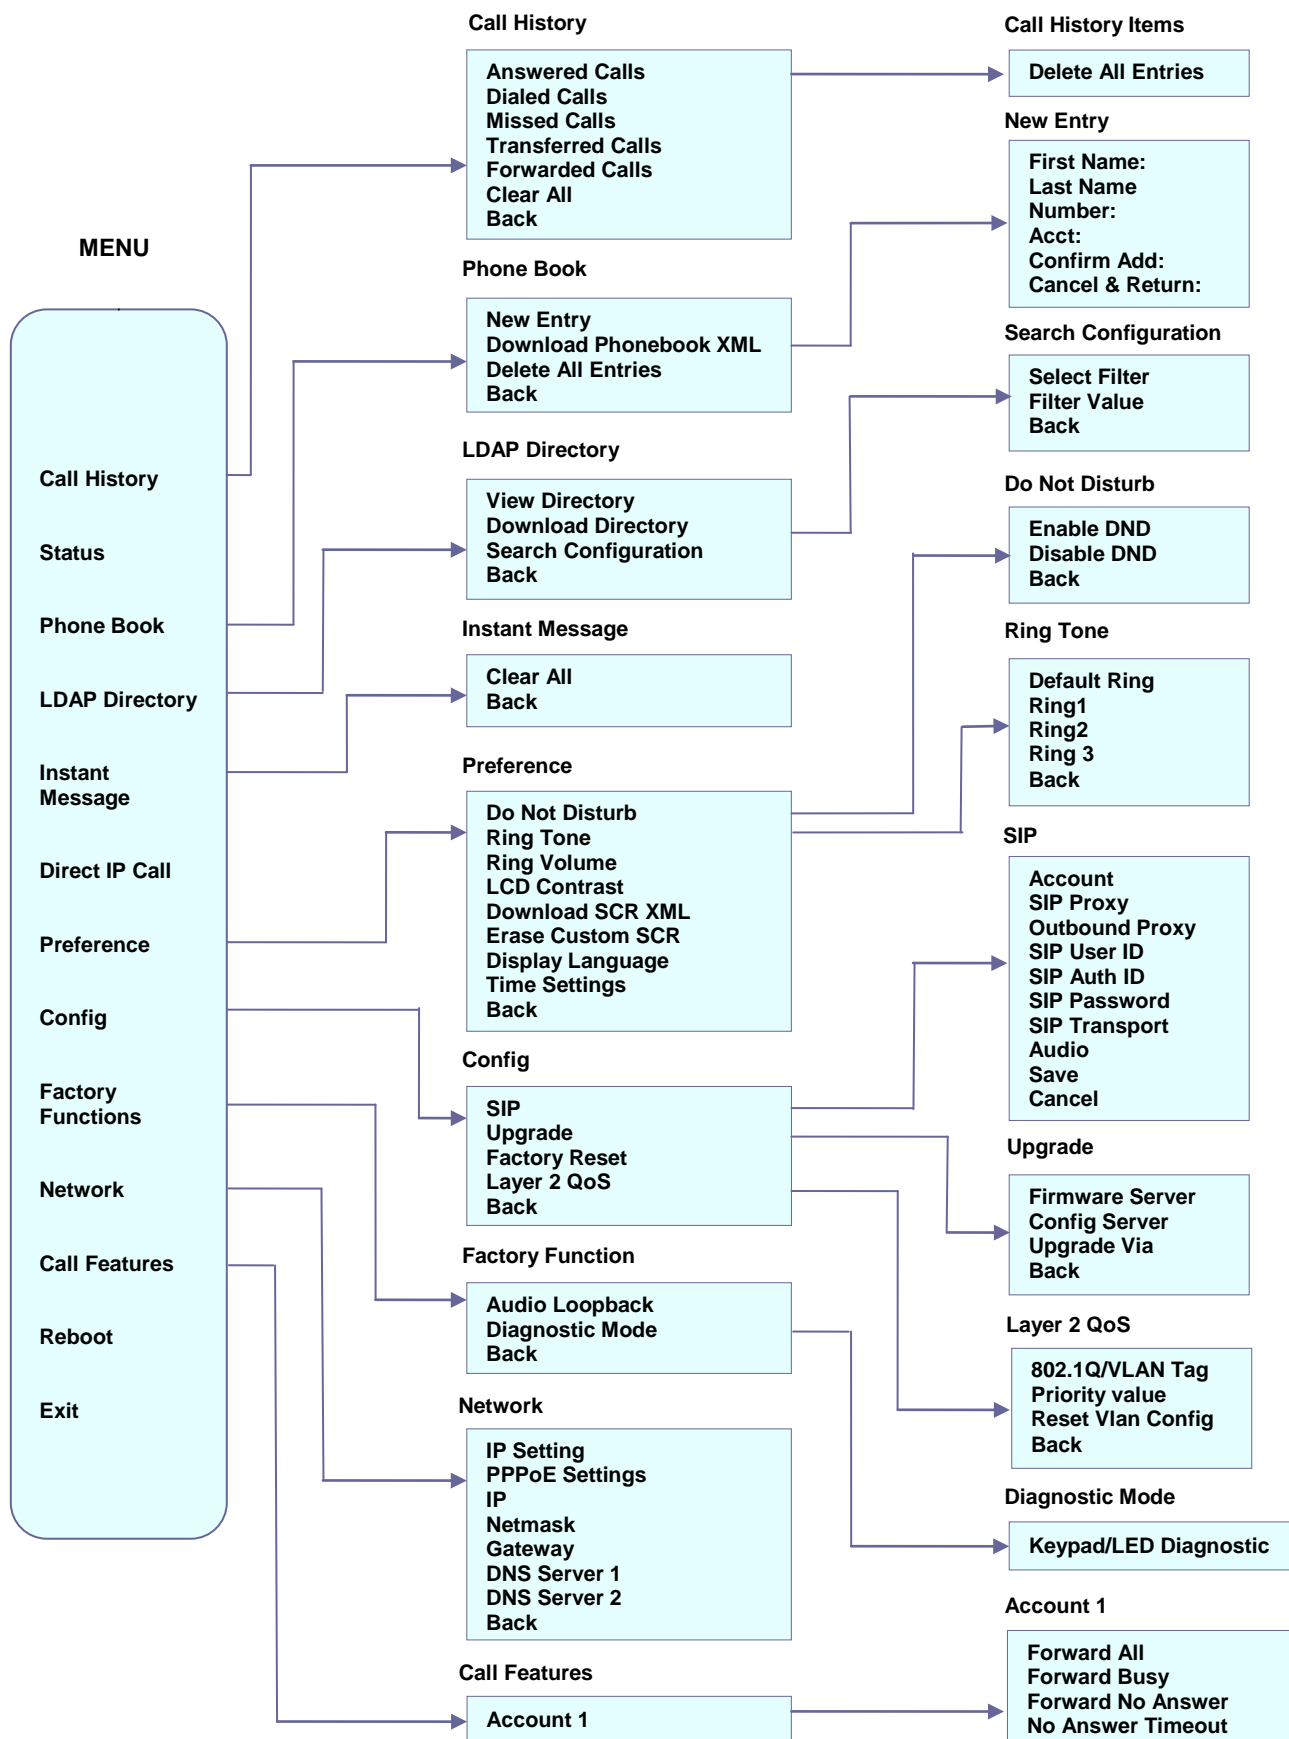 MENU
Call History
Status
Phone Book
LDAP Directory
Instant
Message
Direct IP Call
Preference
Config
Factory
Functions
Network
Call Features
Reboot
Exit
Call History
Answered Calls
Dialed Calls
Missed Calls
Transferred Calls
Forwarded Calls
Clear All
Back
Phone Book
New Entry
Download Phonebook XML
Delete All Entries
Back
LDAP Directory
View Directory
Download Directory
Search Configuration
Back
Instant Message
Clear All
Back
Preference
Do Not Disturb
Ring Tone
Ring Volume
LCD Contrast
Download SCR XML
Erase Custom SCR
Display Language
Time Settings
Back
Config
SIP
Upgrade
Factory Reset
Layer 2 QoS
Back
Factory Function
Audio Loopback
Diagnostic Mode
Back
Network
IP Setting
PPPoE Settings
IP
Netmask
Gateway
DNS Server 1
DNS Server 2
Back
Call Features
Account 1
Call History Items
Delete All Entries
New Entry
First Name:
Last Name
Number:
Acct:
Confirm Add:
Cancel & Return:
Search Configuration
Select Filter
Filter Value
Back
Do Not Disturb
Enable DND
Disable DND
Back
Ring Tone
Default Ring
Ring1
Ring2
Ring 3
Back
SIP
Account
SIP Proxy
Outbound Proxy
SIP User ID
SIP Auth ID
SIP Password
SIP Transport
Audio
Save
Cancel
Upgrade
Firmware Server
Config Server
Upgrade Via
Back
Layer 2 QoS
802.1Q/VLAN Tag
Priority value
Reset Vlan Config
Back
Diagnostic Mode
Keypad/LED Diagnostic
Account 1
Forward All
Forward Busy
Forward No Answer
No Answer Timeout